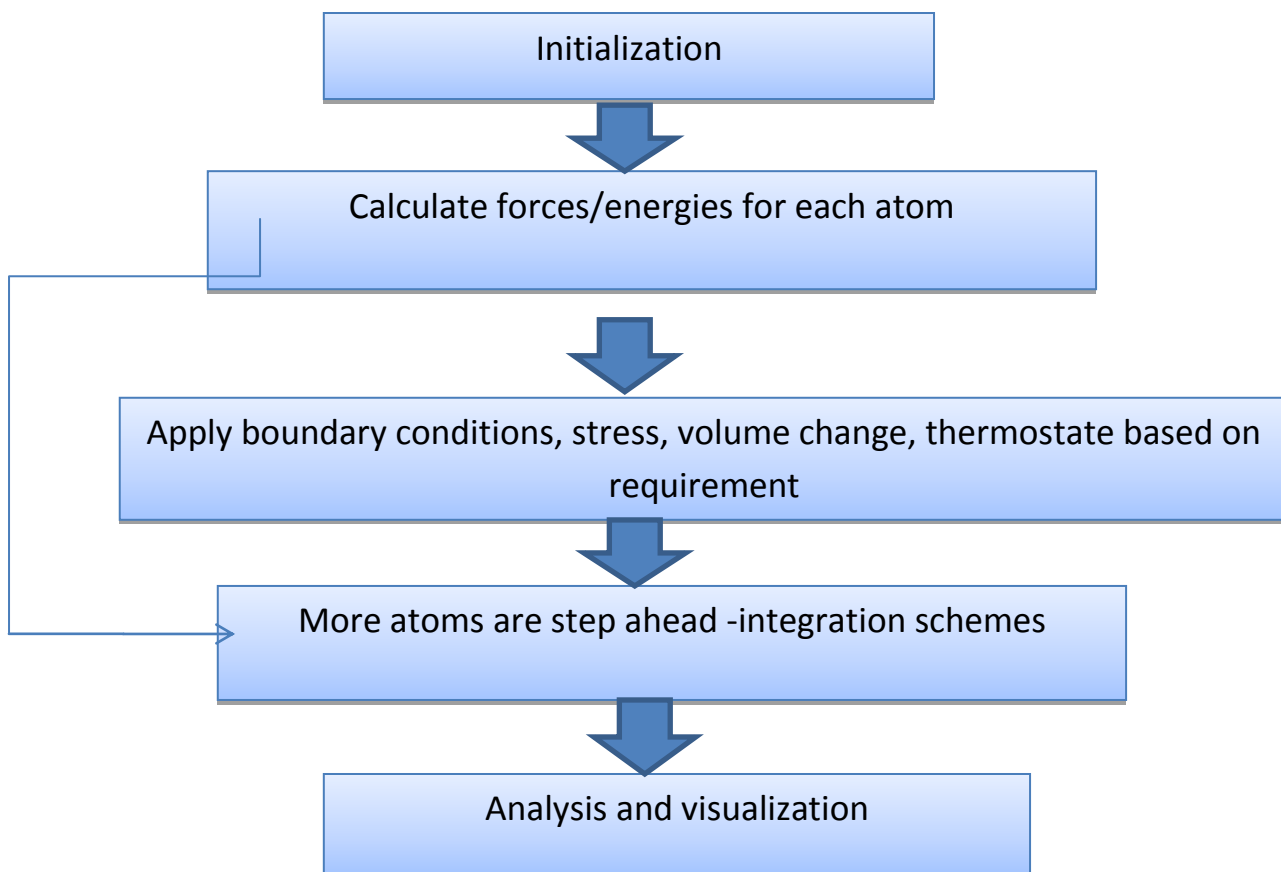 Initialization
Calculate forces/energies for each atom
Apply boundary conditions, stress, volume change, thermostate based on
requirement
More atoms are step ahead -integration schemes
Analysis and visualization